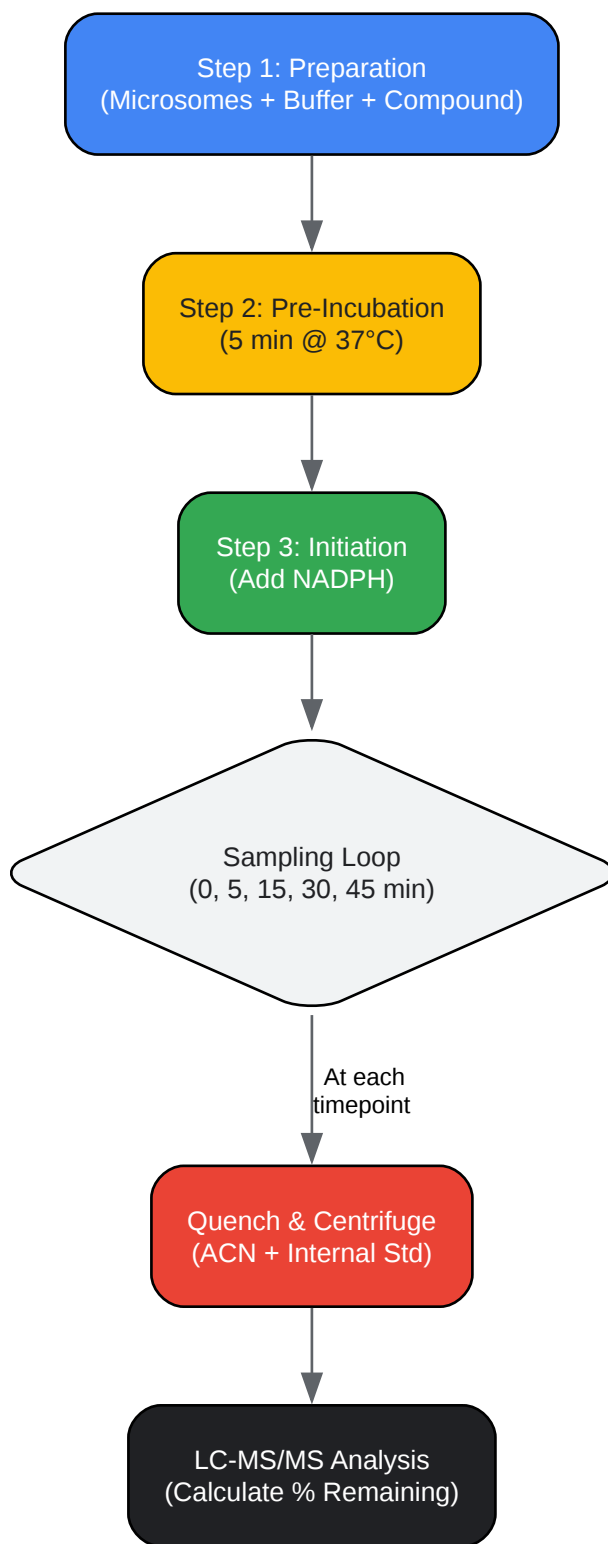 Step 1: Preparation
(Microsomes + Buffer + Compound)
Step 2: Pre-Incubation
(5 min @ 37°C)
Step 3: Initiation
(Add NADPH)
Sampling Loop
(0, 5, 15, 30, 45 min)
At each
timepoint
Quench & Centrifuge
(ACN + Internal Std)
LC-MS/MS Analysis
(Calculate % Remaining)